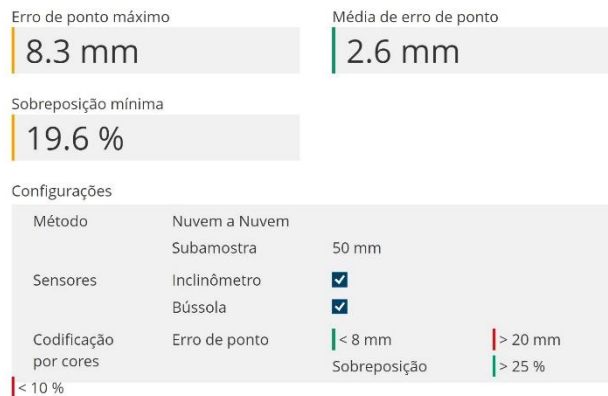 Erro de ponto máximo
8.3 mm
Média de erro de ponto
2.6 mm
Sobreposição mínima
19.6 %
Configurações
Método Nuvem a Nuvem
Subamostra 50 mm
Sensores Inclinômetro
Bússola
Codificação por cores Erro de ponto < 8 mm > 20 mm
Sobreposição > 25 %
< 10 %